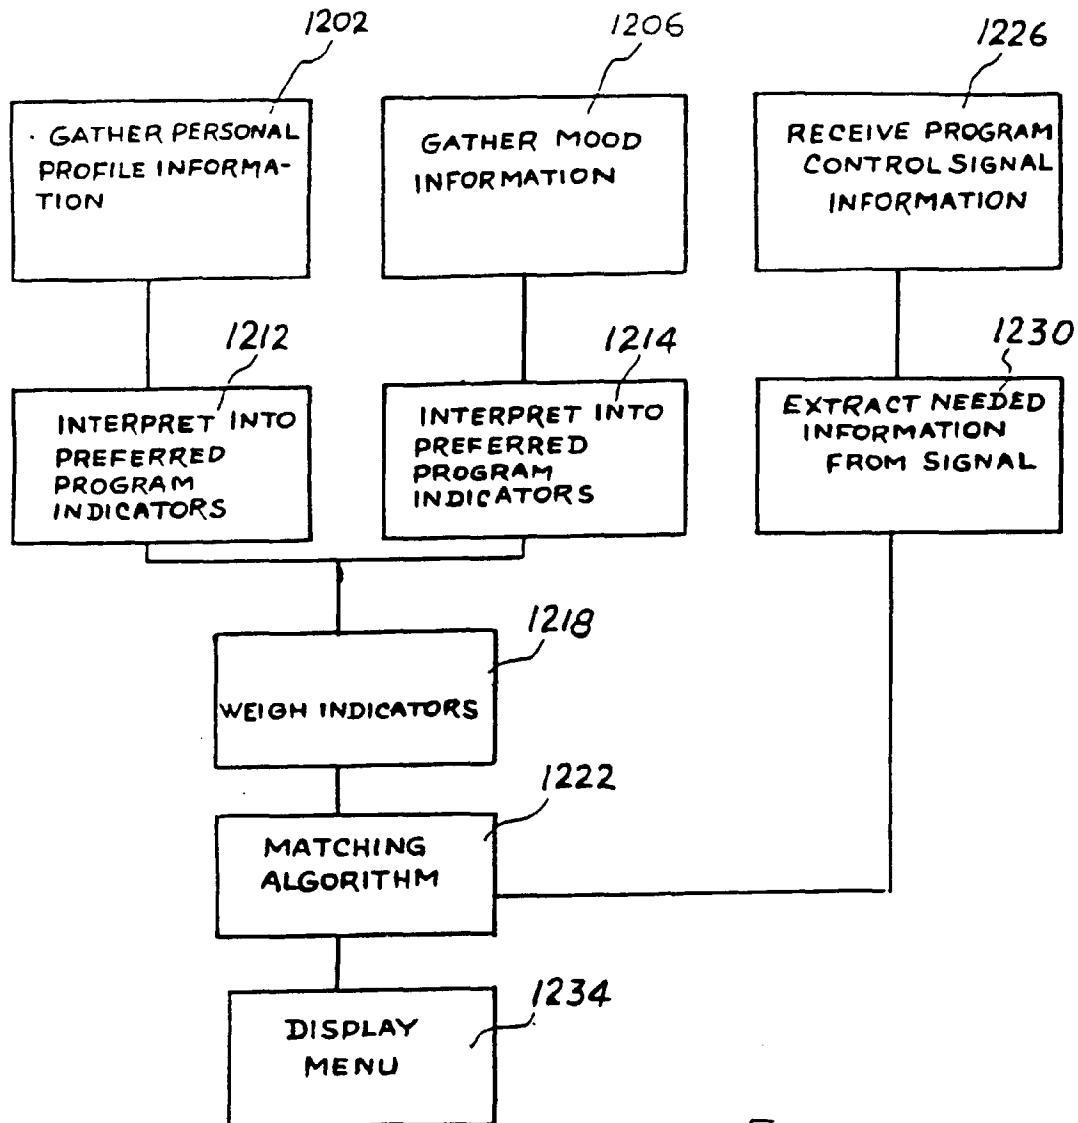 1202
1206
1226
· GATHER PERSONAL
PROFILE INFORMA-
TION
GATHER MOOD
INFORMATION
RECEIVE PROGRAM
CONTROL SIGNAL
INFORMATION
1212
1214
1230
INTERPRET INTO
PREFERRED
PROGRAM
INDICATORS
INTERPRET INTO
PREFERRED
PROGRAM
INDICATORS
EXTRACT NEEDED
INFORMATION
FROM SIGNAL
1218
WEIGH INDICATORS
1222
MATCHING
ALGORITHM
1234
DISPLAY
MENU